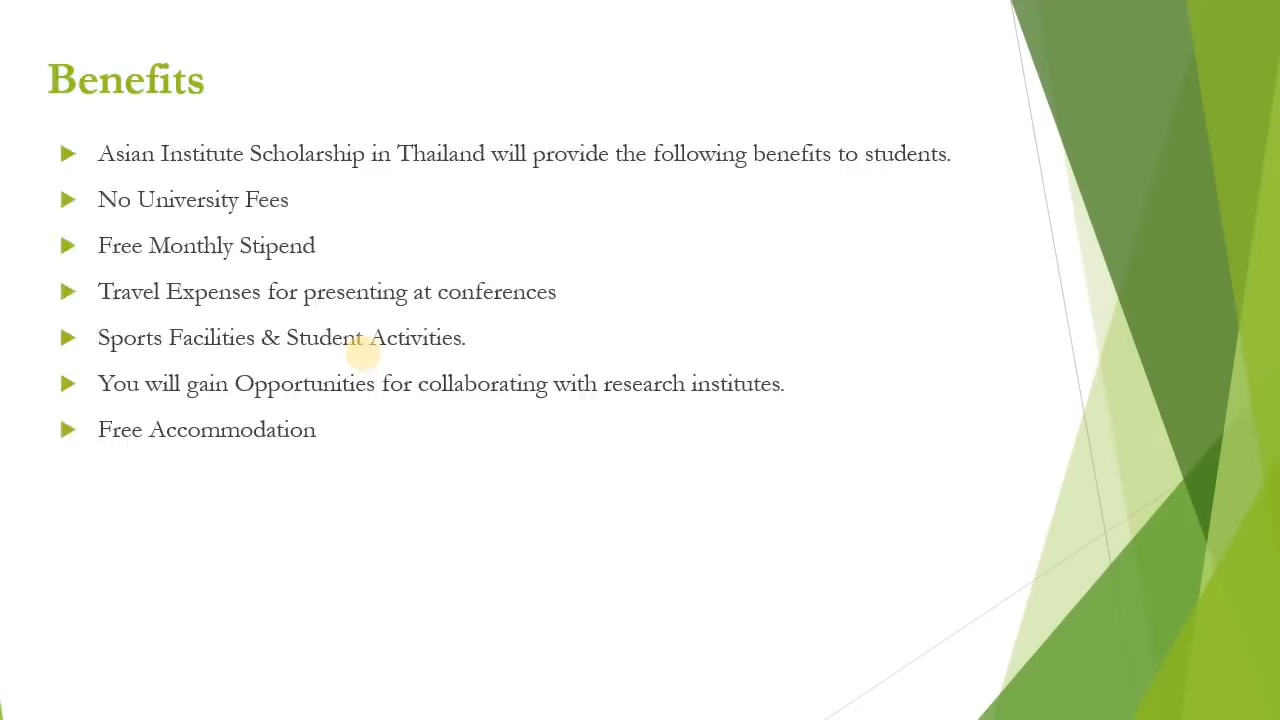 Benefits
Asian Institute Scholarship in Thailand will provide the following benefits to students.
No University Fees
Free Monthly Stipend
Travel Expenses for presenting at conferences
Sports Facilities & Student Activities.
You will gain Opportunities for collaborating with research institutes.
Free Accommodation